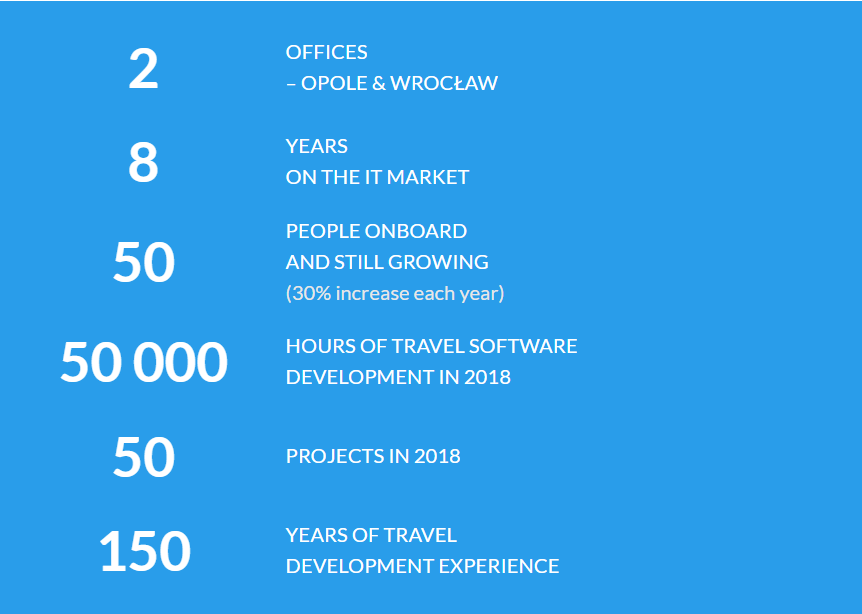 2
OFFICES
– OPOLE & WROCŁAW
8
YEARS
ON THE IT MARKET
50
PEOPLE ONBOARD
AND STILL GROWING
(30% increase each year)
50 000
HOURS OF TRAVEL SOFTWARE
DEVELOPMENT IN 2018
50
PROJECTS IN 2018
150
YEARS OF TRAVEL
DEVELOPMENT EXPERIENCE